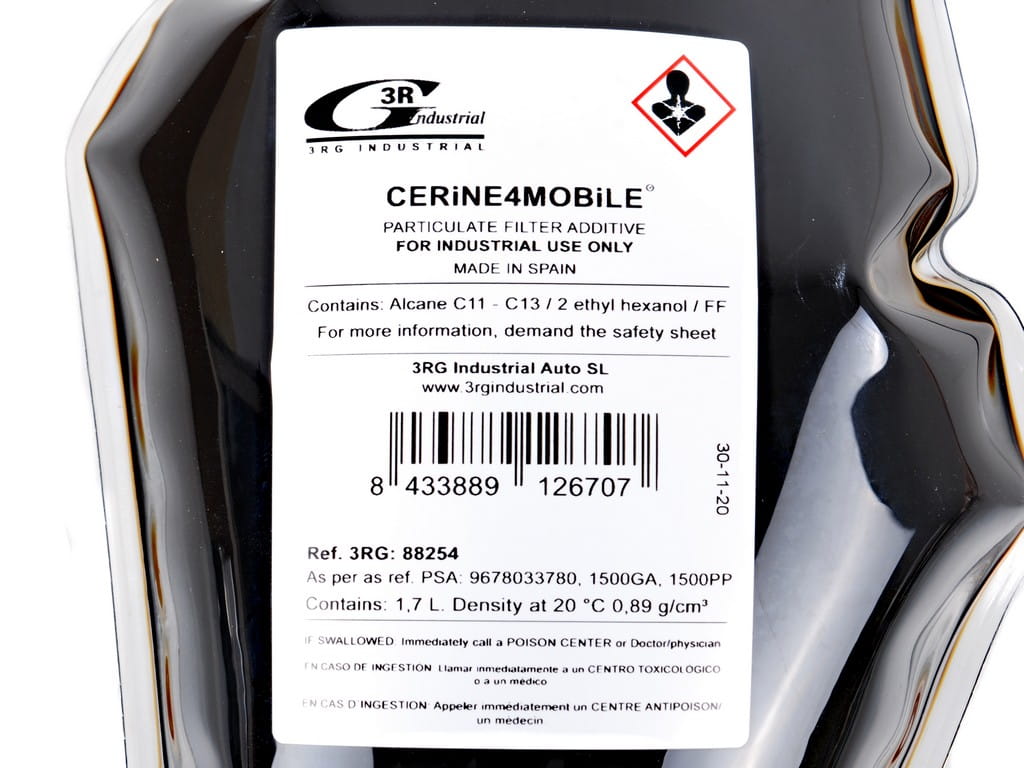 3R
Industrial
3RG INDUSTRIAL
CERiNE4MOBiLE®
PARTICULATE FILTER ADDITIVE
FOR INDUSTRIAL USE ONLY
MADE IN SPAIN
Contains: Alcane C11 - C13 / 2 ethyl hexanol / FF
For more information, demand the safety sheet
3RG Industrial Auto SL
www.3rgindustrial.com
8 433889 126707
30-11-20
Ref. 3RG: 88254
As per as ref. PSA: 9678033780, 1500GA, 1500PP
Contains: 1,7 L. Density at 20 °C 0,89 g/cm³
IF SWALLOWED: Immediately call a POISON CENTER or Doctor/physician
EN CASO DE INGESTION: Llamar inmediatamente a un CENTRO TOXICOLOGICO
o a un médico
EN CAS D'INGESTION: Appeler immédiatement un CENTRE ANTIPOISON/
un médecin